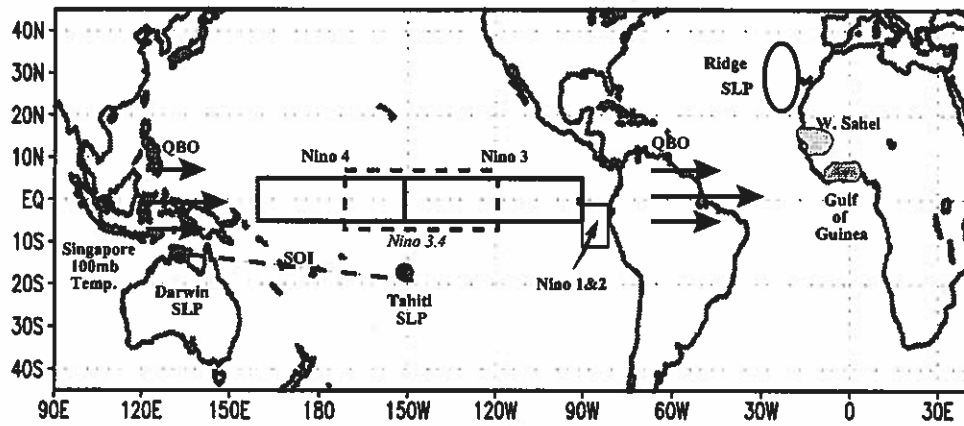 45N
40N
30N
20N
10N
EQ
10S
20S
30S
40S
Ridge
SLP
W. Sahel
QBO
Nino 4
Nino 3
QBO
Gulf
of
Guinea
Nino 3.4
Singapore
100mb
Temp.
SOI
Nino 1&2
Darwin
SLP
Tahiti
SLP
90E
120E
150E
180
150W
120W
90W
60W
30W
0
30E